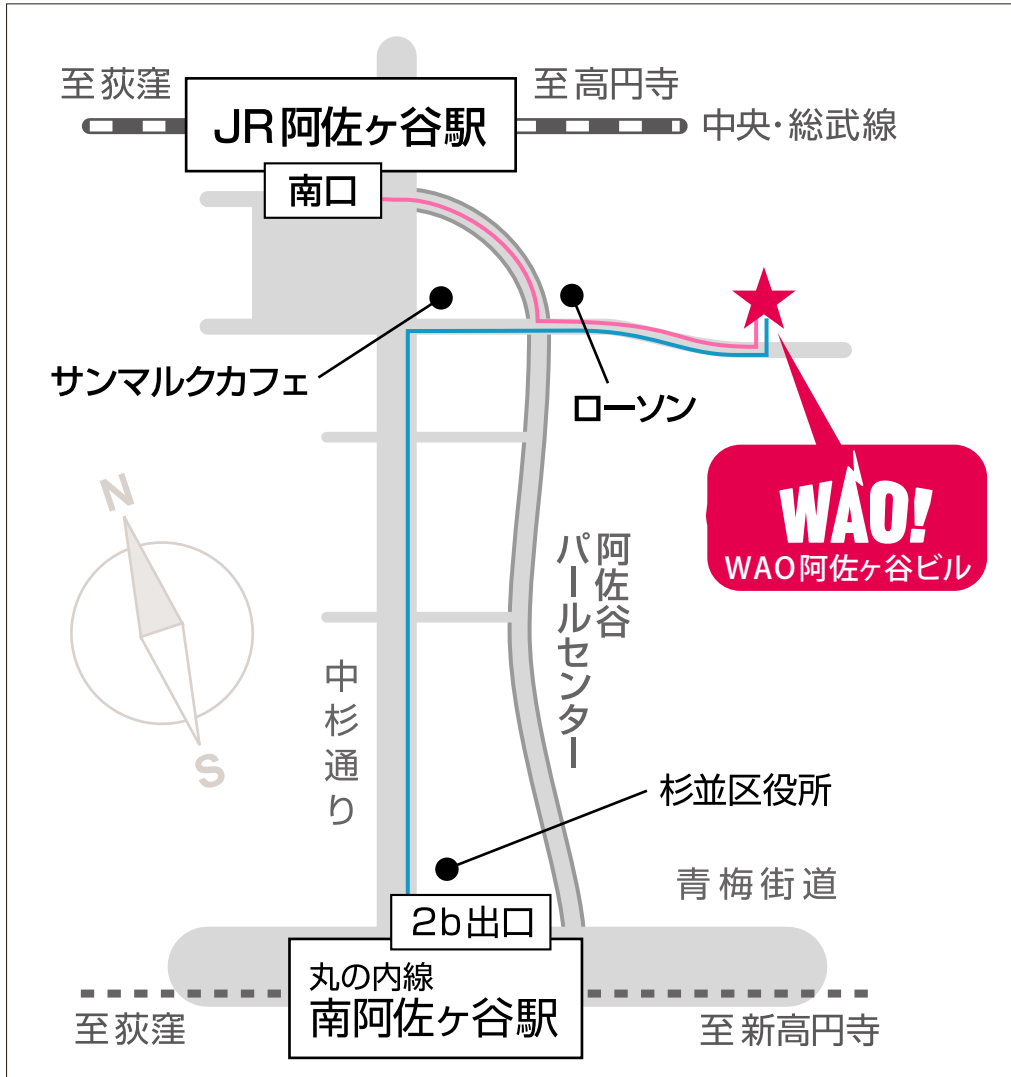 至荻窪
至高円寺
JR阿佐ヶ谷駅
中央・総武線
南口
サンマルクカフェ
ローソン
N
S
WAO!
WAO阿佐ヶ谷ビル
阿佐谷
パールセンター
中杉通り
杉並区役所
青梅街道
2b出口
丸の内線
南阿佐ヶ谷駅
至荻窪
至新高円寺